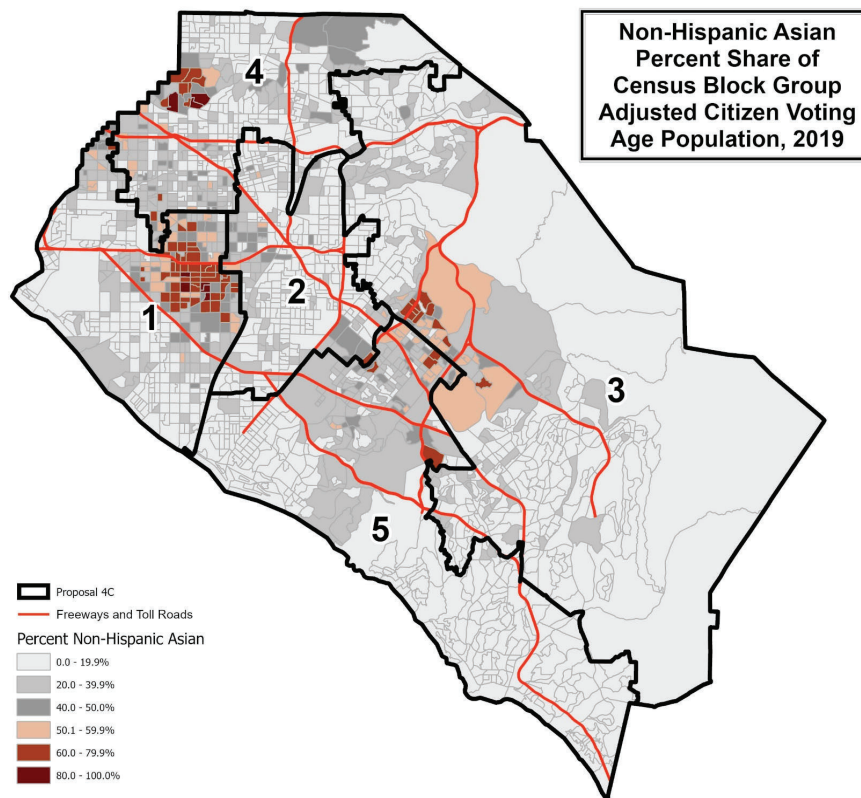 Non-Hispanic Asian
Percent Share of
Census Block Group
Adjusted Citizen Voting
Age Population, 2019
4
2
1
3
5
Proposal 4C
Freeways and Toll Roads
Percent Non-Hispanic Asian
0.0 - 19.9%
20.0 - 39.9%
40.0 - 50.0%
50.1 - 59.9%
60.0 - 79.9%
80.0 - 100.0%